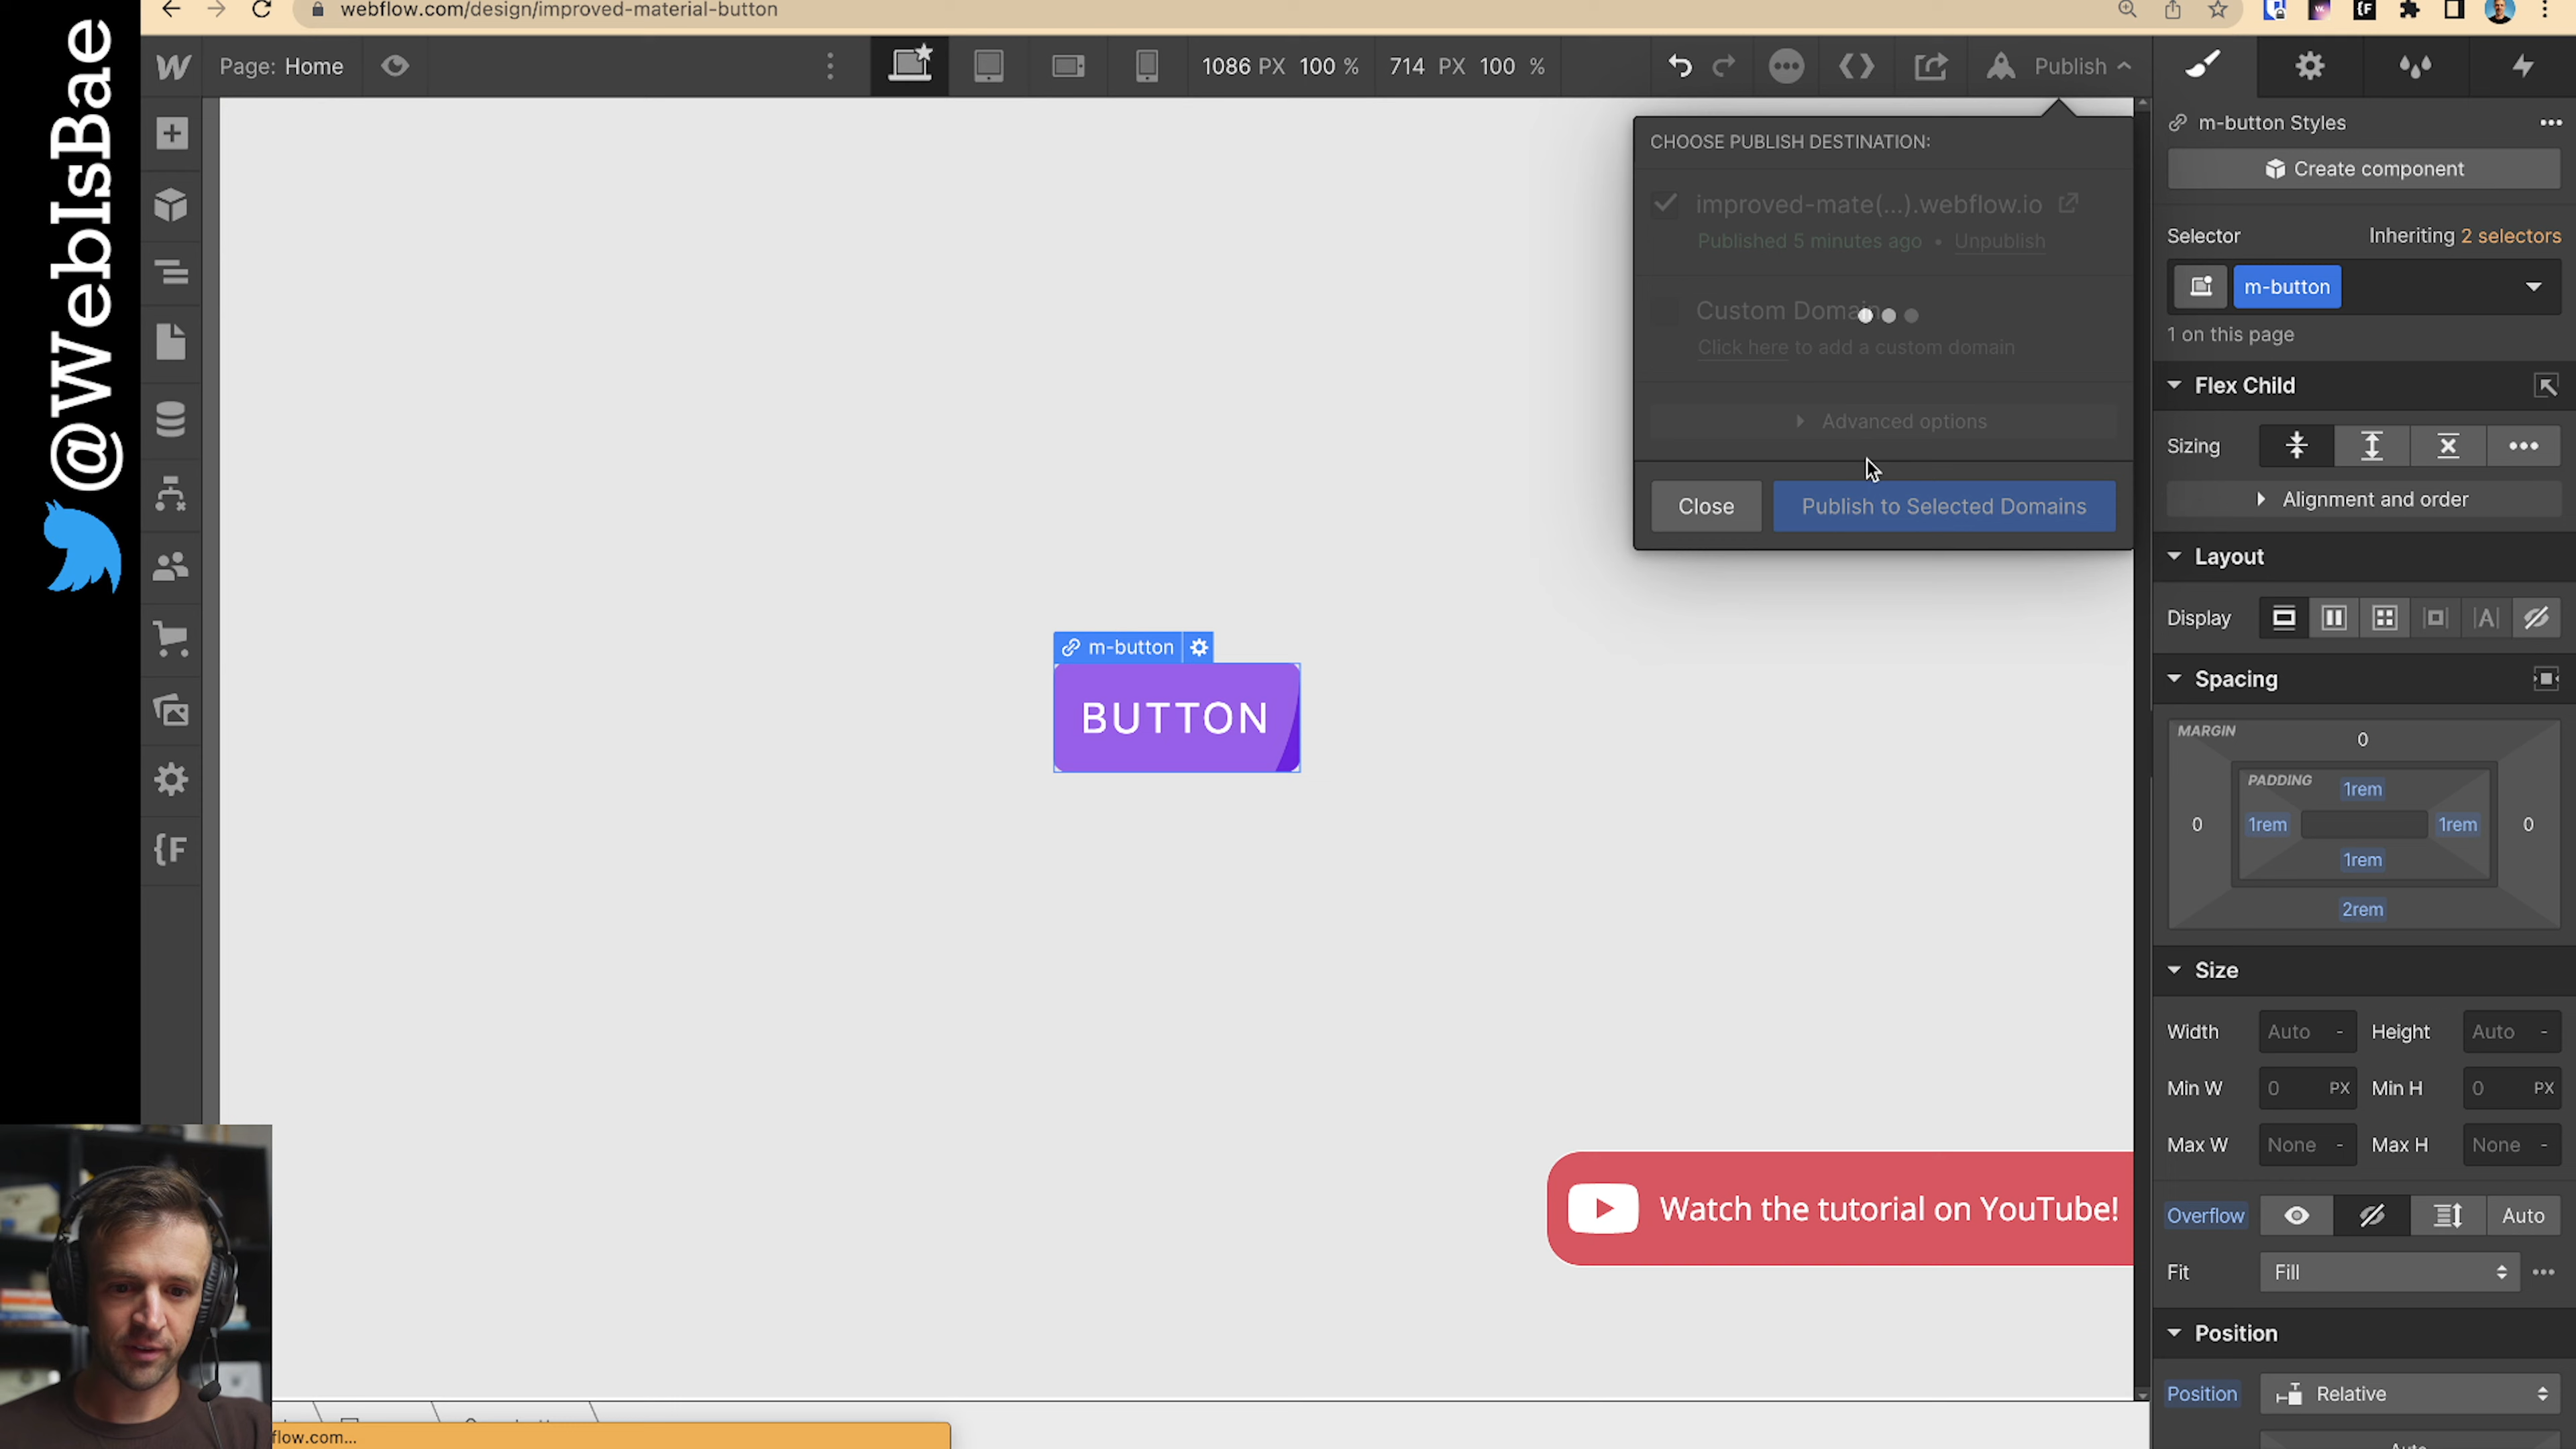 webflow.com/design/improved-material-button
@WebIsBae
Page: Home
1086 PX 100 % 714 PX 100 %
Publish
CHOOSE PUBLISH DESTINATION:
improved-mate(...).webflow.io
Published 5 minutes ago • Unpublish
Custom Domain
Click here to add a custom domain
Advanced options
Close
Publish to Selected Domains
m-button
BUTTON
Watch the tutorial on YouTube!
flow.com...
{F
m-button Styles
Create component
Selector
Inheriting 2 selectors
m-button
1 on this page
Flex Child
Sizing
Alignment and order
Layout
Display
Spacing
MARGIN
0
PADDING
1rem
0 1rem 1rem 0
1rem
2rem
Size
Width Auto - Height Auto -
Min W 0 PX Min H 0 PX
Max W None - Max H None -
Overflow Auto
Fit Fill
Position
Position Relative